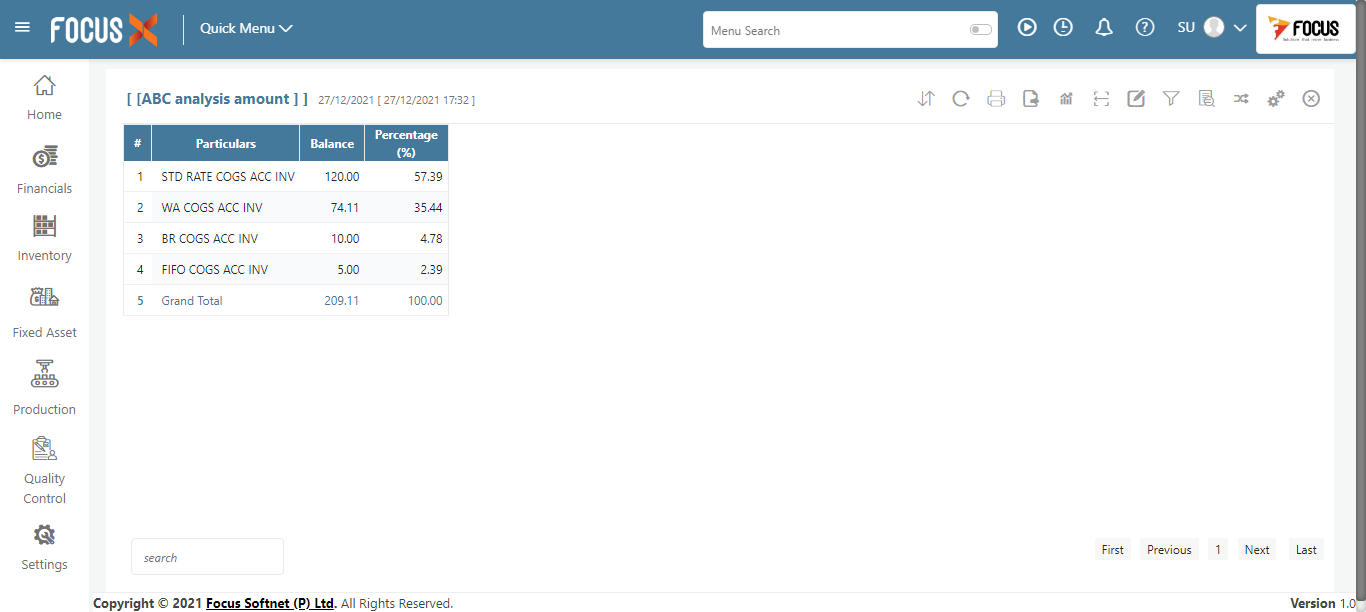 FOCUS X Quick Menu Menu Search SU FOCUS
Home
Financials
Inventory
Fixed Asset
Production
Quality
Control
Settings
[ [ABC analysis amount ] ] 27/12/2021 [ 27/12/2021 17:32 ]
# Particulars Balance Percentage (%)
1 STD RATE COGS ACC INV 120.00 57.39
2 WA COGS ACC INV 74.11 35.44
3 BR COGS ACC INV 10.00 4.78
4 FIFO COGS ACC INV 5.00 2.39
5 Grand Total 209.11 100.00
search First Previous 1 Next Last
Copyright © 2021 Focus Softnet (P) Ltd. All Rights Reserved. Version 1.0